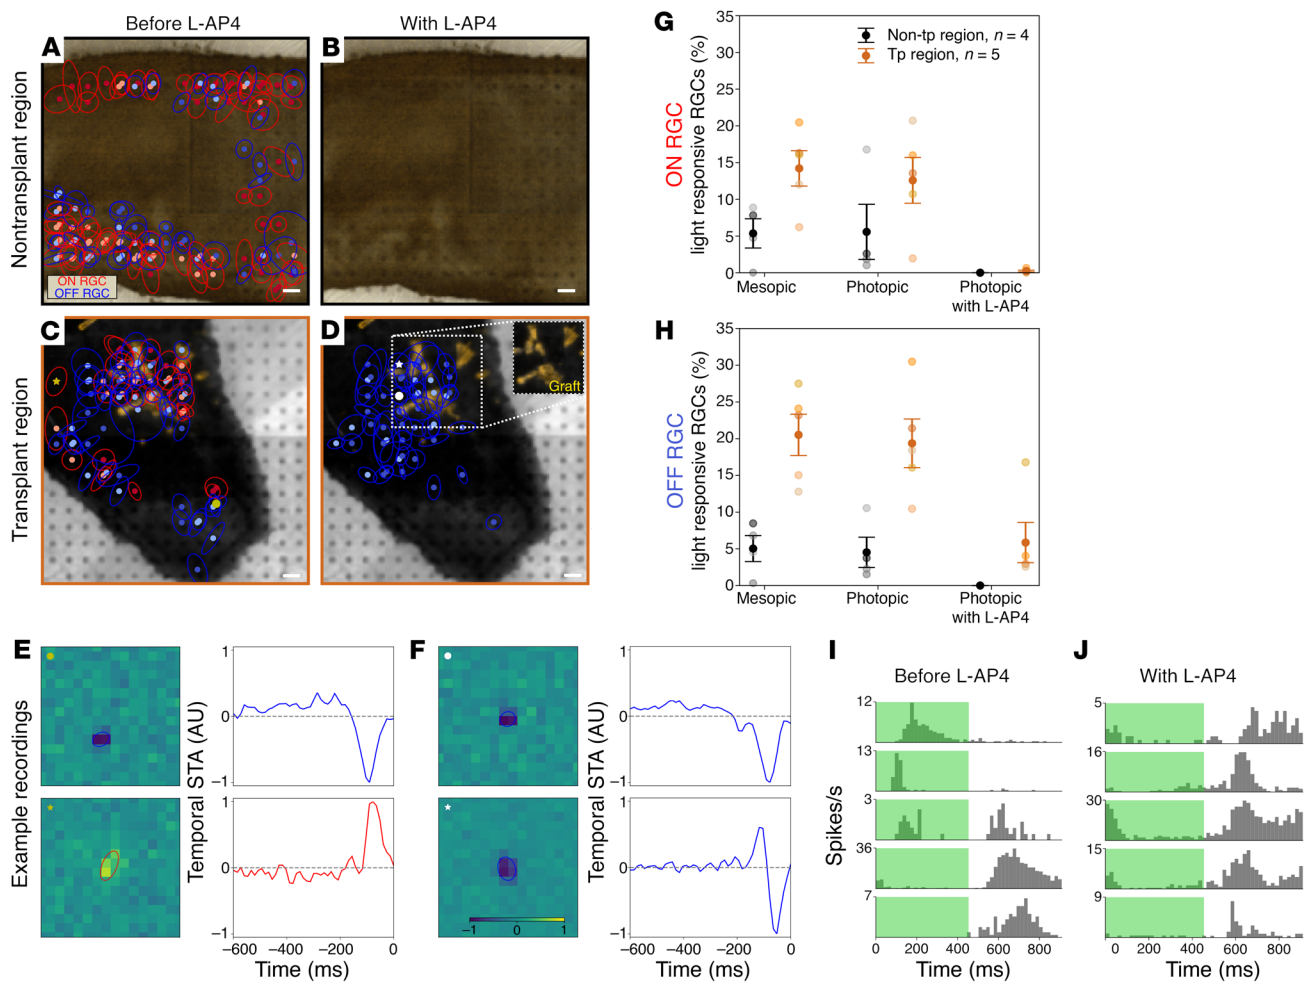 Before L-AP4
With L-AP4
A
B
Nontransplant region
ON RGC
OFF RGC
C
D
Transplant region
Graft
G
ON RGC
light responsive RGCs (%)
35
30
25
20
15
10
5
0
Non-tp region, n = 4
Tp region, n = 5
Mesopic
Photopic
Photopic
with L-AP4
H
OFF RGC
light responsive RGCs (%)
35
30
25
20
15
10
5
0
Mesopic
Photopic
Photopic
with L-AP4
E
Example recordings
Temporal STA (AU)
1
0
−1
1
0
−1
−600
−400
−200
0
Time (ms)
F
−1
0
1
Temporal STA (AU)
1
0
−1
1
0
−1
−600
−400
−200
0
Time (ms)
I
Before L-AP4
Spikes/s
12
13
3
36
7
0
200
400
600
800
Time (ms)
J
With L-AP4
5
16
30
15
9
0
200
400
600
800
Time (ms)